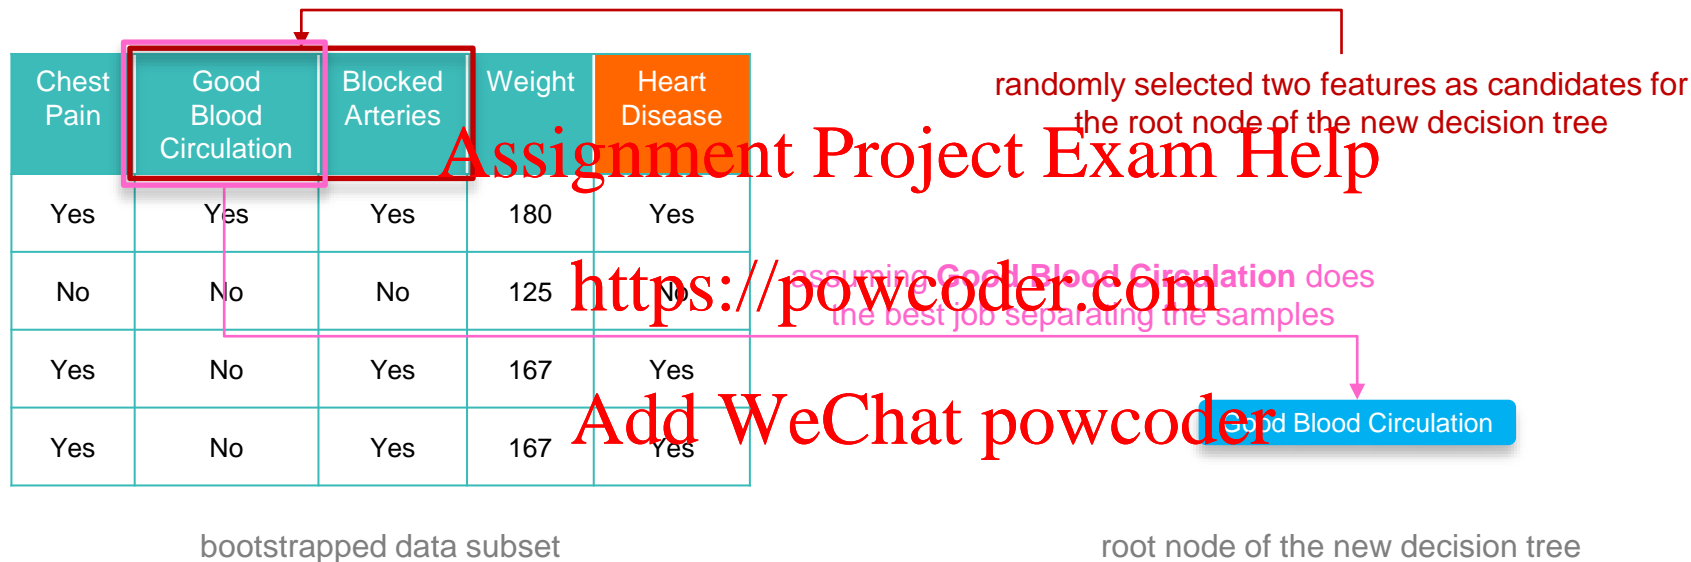 randomly selected two features as candidates for
the root node of the new decision tree
Chest Pain Good Blood Circulation Blocked Arteries Weight Heart Disease
Assignment Project Exam Help
Yes Yes Yes 180 Yes
No No No 125 No
https://powcoder.com
assuming Good Blood Circulation does
the best job separating the samples
Yes No Yes 167 Yes
Yes No Yes 167 Yes
Add WeChat powcoder
Good Blood Circulation
bootstrapped data subset
root node of the new decision tree